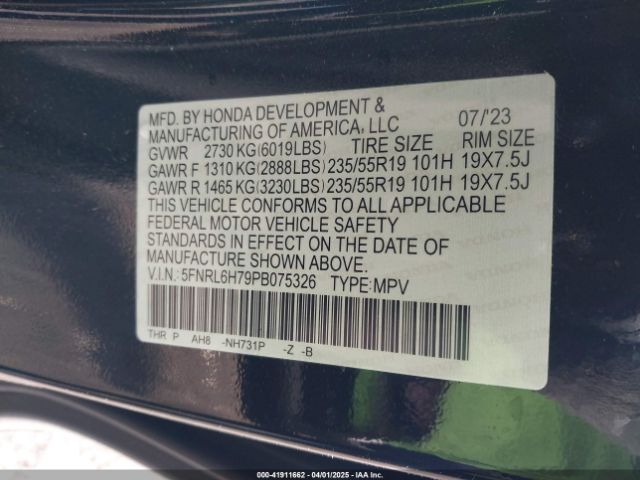 MFD. BY HONDA DEVELOPMENT &
MANUFACTURING OF AMERICA, LLC 07/'23
GVWR 2730 KG(6019LBS) TIRE SIZE RIM SIZE
GAWR F 1310 KG(2888LBS) 235/55R19 101H 19X7.5J
GAWR R 1465 KG(3230LBS) 235/55R19 101H 19X7.5J
THIS VEHICLE CONFORMS TO ALL APPLICABLE
FEDERAL MOTOR VEHICLE SAFETY
STANDARDS IN EFFECT ON THE DATE OF
MANUFACTURE SHOWN ABOVE.
V.I.N.: 5FNRL6H79PB075326 TYPE:MPV
THR P AH8 -NH731P -Z -B
000-41911662 - 04/01/2025 - IAAI.COM